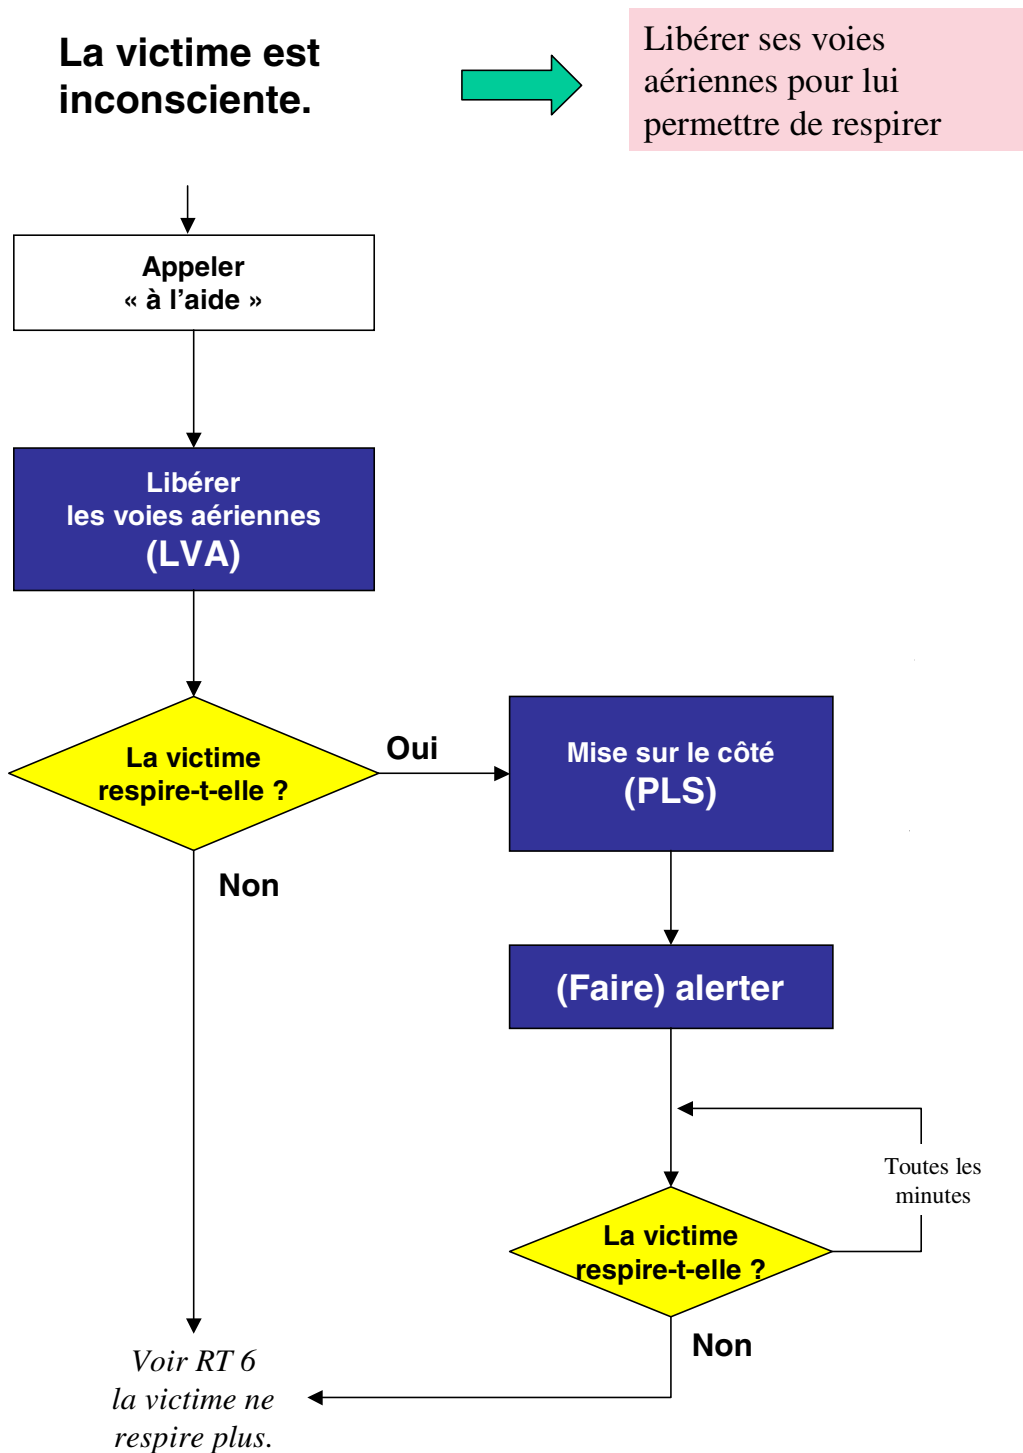 La victime est
inconsciente.
Libérer ses voies
aériennes pour lui
permettre de respirer
Appeler
« à l'aide »
Libérer
les voies aériennes
(LVA)
La victime
respire-t-elle ?
Oui
Mise sur le côté
(PLS)
Non
(Faire) alerter
Toutes les
minutes
La victime
respire-t-elle ?
Non
Voir RT 6
la victime ne
respire plus.